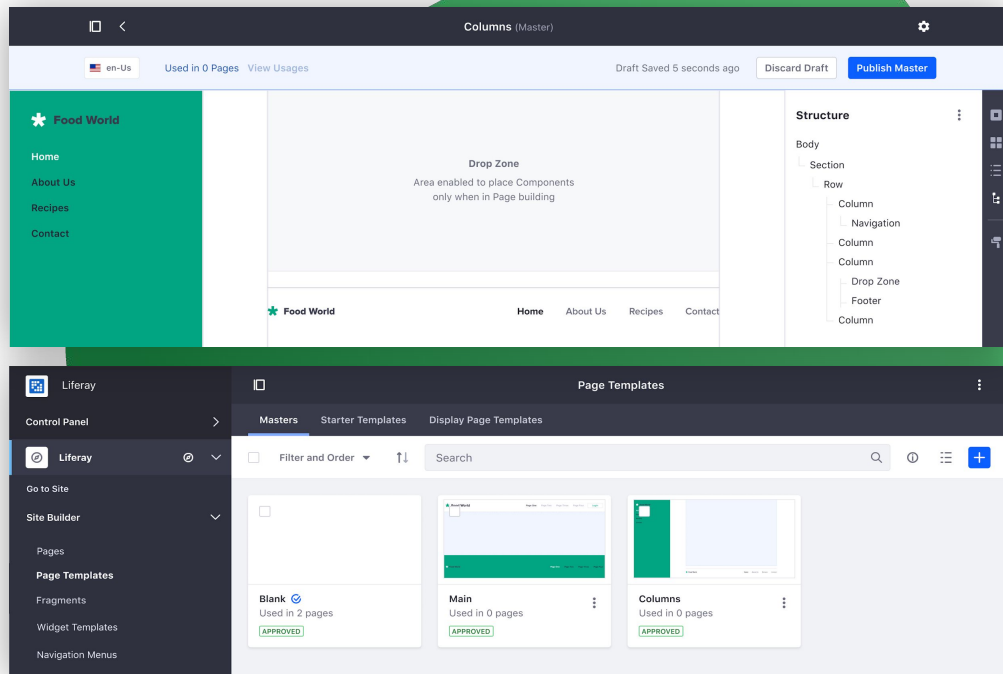 Columns (Master)
en-Us
Used in 0 Pages View Usages
Draft Saved 5 seconds ago
Discard Draft
Publish Master
Food World
Home
About Us
Recipes
Contact
Drop Zone
Area enabled to place Components
only when in Page building
Food World
Home About Us Recipes Contact
Structure
Body
Section
Row
Column
Navigation
Column
Column
Drop Zone
Footer
Column
Liferay
Control Panel
Liferay
Go to Site
Site Builder
Pages
Page Templates
Fragments
Widget Templates
Navigation Menus
Page Templates
Masters Starter Templates Display Page Templates
Filter and Order
Search
Blank
Used in 2 pages
APPROVED
Main
Used in 0 pages
APPROVED
Columns
Used in 0 pages
APPROVED